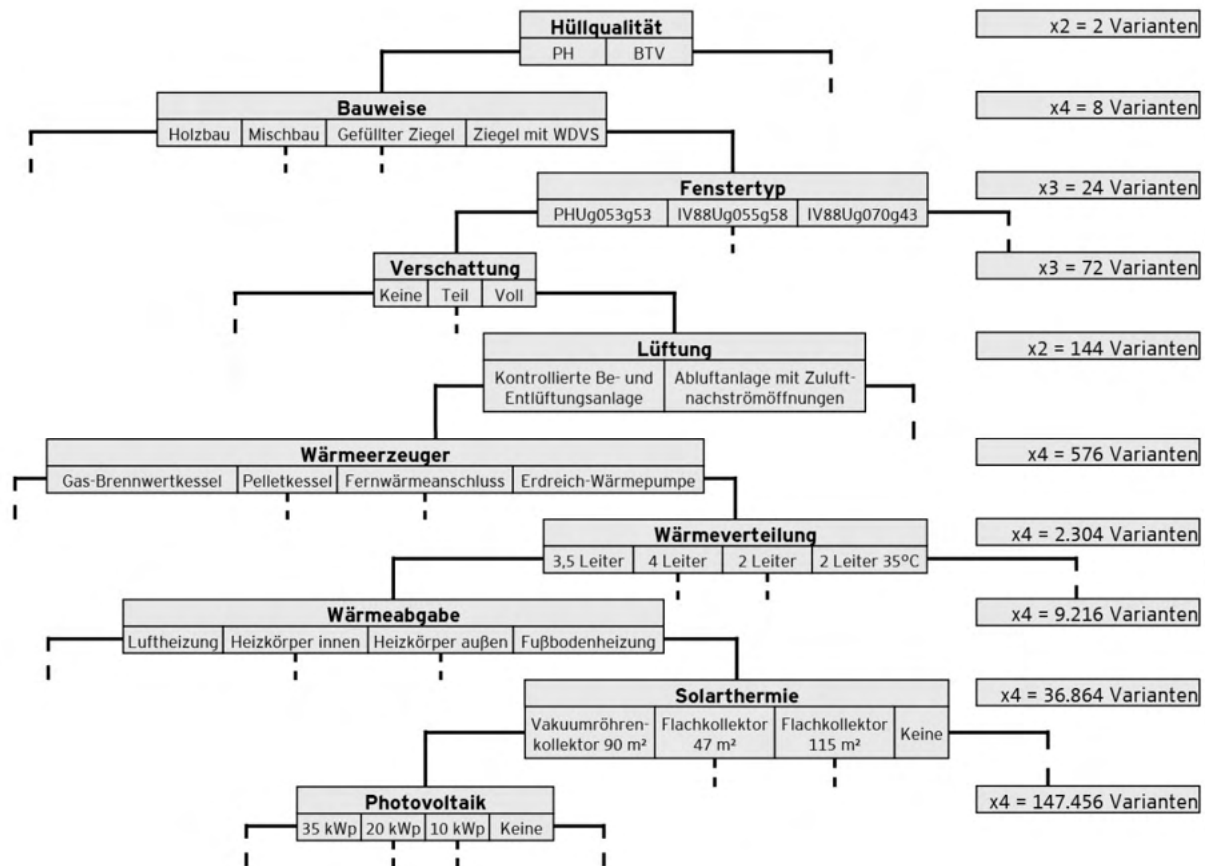 Hüllqualität
PH BTV
x2 = 2 Varianten
Bauweise
Holzbau Mischbau Gefüllter Ziegel Ziegel mit WDVS
x4 = 8 Varianten
Fenstertyp
PHUg053g53 IV88Ug055g58 IV88Ug070g43
x3 = 24 Varianten
Verschattung
Keine Teil Voll
x3 = 72 Varianten
Lüftung
Kontrollierte Be- und
Entlüftungsanlage
Abluftanlage mit Zuluft-
nachströmöffnungen
x2 = 144 Varianten
Wärmeerzeuger
Gas-Brennwertkessel Pelletkessel Fernwärmeanschluss Erdreich-Wärmepumpe
x4 = 576 Varianten
Wärmeverteilung
3,5 Leiter 4 Leiter 2 Leiter 2 Leiter 35ºC
x4 = 2.304 Varianten
Wärmeabgabe
Luftheizung Heizkörper innen Heizkörper außen Fußbodenheizung
x4 = 9.216 Varianten
Solarthermie
Vakuumröhren-
kollektor 90 m²
Flachkollektor
47 m²
Flachkollektor
115 m²
Keine
x4 = 36.864 Varianten
Photovoltaik
35 kWp 20 kWp 10 kWp Keine
x4 = 147.456 Varianten